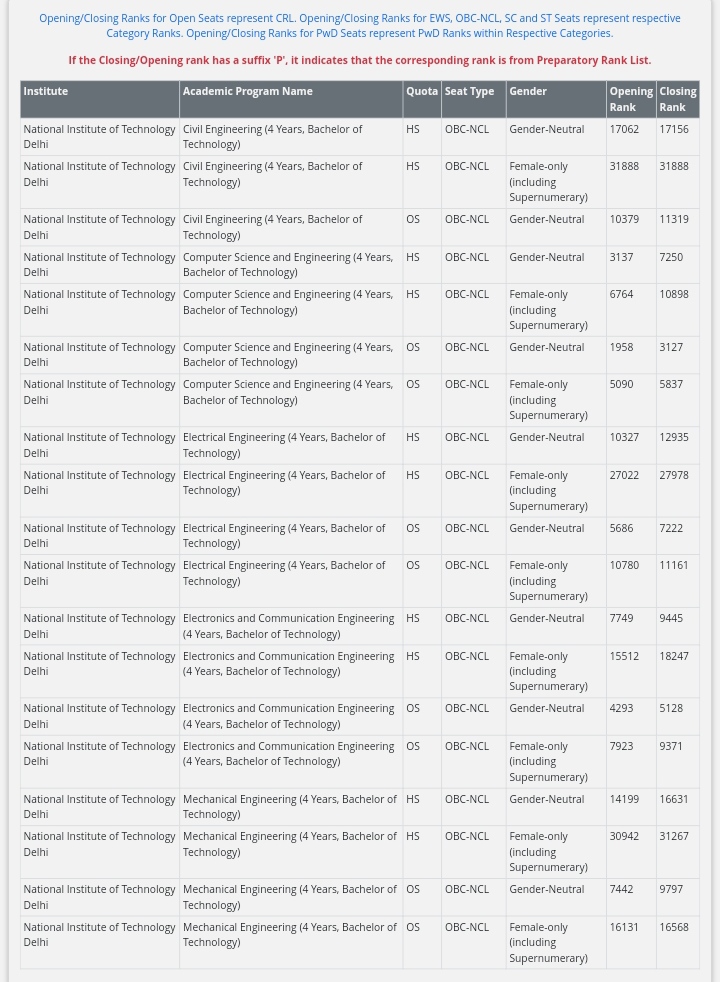 Opening/Closing Ranks for Open Seats represent CRL. Opening/Closing Ranks for EWS, OBC-NCL, SC and ST Seats represent respective
Category Ranks. Opening/Closing Ranks for PwD Seats represent PwD Ranks within Respective Categories.
If the Closing/Opening rank has a suffix 'P', it indicates that the corresponding rank is from Preparatory Rank List.
Institute Academic Program Name Quota Seat Type Gender Opening Closing
Rank Rank
National Institute of Technology Civil Engineering (4 Years, Bachelor of HS OBC-NCL Gender-Neutral 17062 17156
Delhi Technology)
National Institute of Technology Civil Engineering (4 Years, Bachelor of HS OBC-NCL Female-only 31888 31888
Delhi Technology) (including
Supernumerary)
National Institute of Technology Civil Engineering (4 Years, Bachelor of OS OBC-NCL Gender-Neutral 10379 11319
Delhi Technology)
National Institute of Technology Computer Science and Engineering (4 Years, HS OBC-NCL Gender-Neutral 3137 7250
Delhi Bachelor of Technology)
National Institute of Technology Computer Science and Engineering (4 Years, HS OBC-NCL Female-only 6764 10898
Delhi Bachelor of Technology) (including
Supernumerary)
National Institute of Technology Computer Science and Engineering (4 Years, OS OBC-NCL Gender-Neutral 1958 3127
Delhi Bachelor of Technology)
National Institute of Technology Computer Science and Engineering (4 Years, OS OBC-NCL Female-only 5090 5837
Delhi Bachelor of Technology) (including
Supernumerary)
National Institute of Technology Electrical Engineering (4 Years, Bachelor of HS OBC-NCL Gender-Neutral 10327 12935
Delhi Technology)
National Institute of Technology Electrical Engineering (4 Years, Bachelor of HS OBC-NCL Female-only 27022 27978
Delhi Technology) (including
Supernumerary)
National Institute of Technology Electrical Engineering (4 Years, Bachelor of OS OBC-NCL Gender-Neutral 5686 7222
Delhi Technology)
National Institute of Technology Electrical Engineering (4 Years, Bachelor of OS OBC-NCL Female-only 10780 11161
Delhi Technology) (including
Supernumerary)
National Institute of Technology Electronics and Communication Engineering HS OBC-NCL Gender-Neutral 7749 9445
Delhi (4 Years, Bachelor of Technology)
National Institute of Technology Electronics and Communication Engineering HS OBC-NCL Female-only 15512 18247
Delhi (4 Years, Bachelor of Technology) (including
Supernumerary)
National Institute of Technology Electronics and Communication Engineering OS OBC-NCL Gender-Neutral 4293 5128
Delhi (4 Years, Bachelor of Technology)
National Institute of Technology Electronics and Communication Engineering OS OBC-NCL Female-only 7923 9371
Delhi (4 Years, Bachelor of Technology) (including
Supernumerary)
National Institute of Technology Mechanical Engineering (4 Years, Bachelor of HS OBC-NCL Gender-Neutral 14199 16631
Delhi Technology)
National Institute of Technology Mechanical Engineering (4 Years, Bachelor of HS OBC-NCL Female-only 30942 31267
Delhi Technology) (including
Supernumerary)
National Institute of Technology Mechanical Engineering (4 Years, Bachelor of OS OBC-NCL Gender-Neutral 7442 9797
Delhi Technology)
National Institute of Technology Mechanical Engineering (4 Years, Bachelor of OS OBC-NCL Female-only 16131 16568
Delhi Technology) (including
Supernumerary)